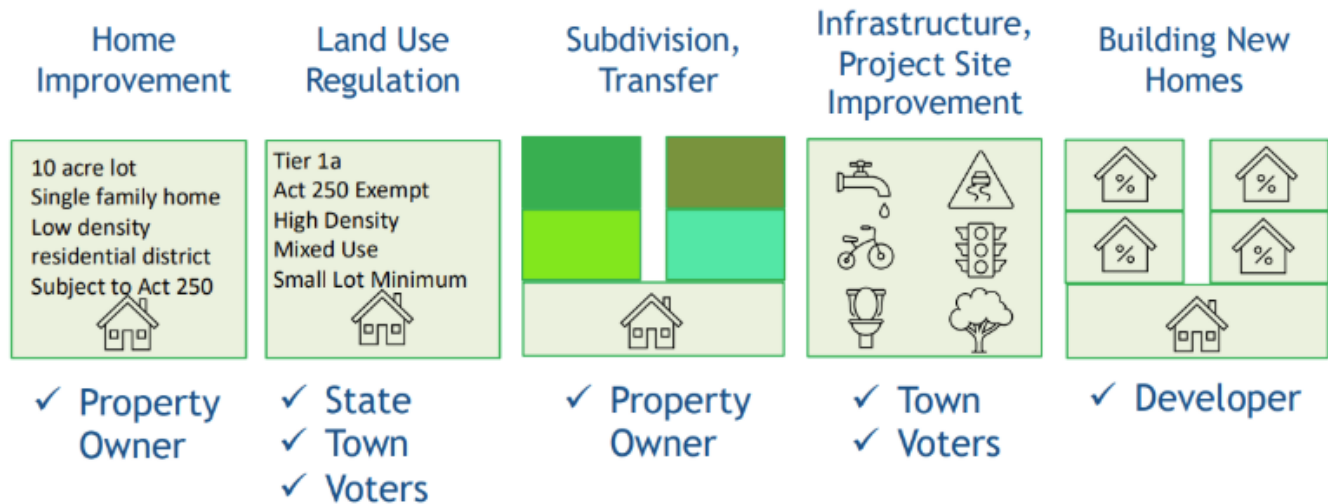 Home
Improvement
Land Use
Regulation
Subdivision,
Transfer
Infrastructure,
Project Site
Improvement
Building New
Homes
10 acre lot
Single family home
Low density
residential district
Subject to Act 250
Tier 1a
Act 250 Exempt
High Density
Mixed Use
Small Lot Minimum
%
%
%
%
✓ Property
Owner
✓ State
✓ Town
✓ Voters
✓ Property
Owner
✓ Town
✓ Voters
✓ Developer